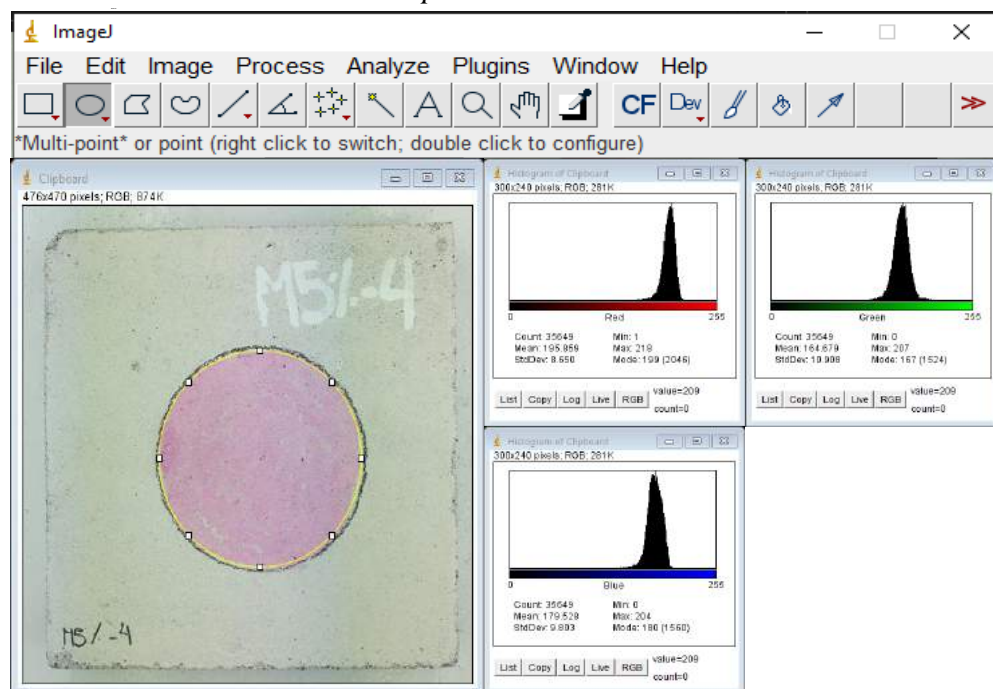 ImageJ
File Edit Image Process Analyze Plugins Window Help
A CF Dev >>
*Multi-point* or point (right click to switch; double click to configure)
Clipboard
476x470 pixels; RGB; 874K
M5%-4
M5% -4
Histogram of Clipboard
300x240 pixels; RGB; 281K
0 Red 255
Count: 35649 Min: 1
Mean: 195.859 Max: 218
StdDev: 8.650 Mode: 199 (2046)
List Copy Log Live RGB value=209
count=0
Histogram of Clipboard
300x240 pixels; RGB; 281K
0 Green 255
Count: 35649 Min: 0
Mean: 164.679 Max: 207
StdDev: 10.908 Mode: 167 (1524)
List Copy Log Live RGB value=209
count=0
Histogram of Clipboard
300x240 pixels; RGB; 281K
0 Blue 255
Count: 35649 Min: 0
Mean: 179.528 Max: 204
StdDev: 9.803 Mode: 180 (1560)
List Copy Log Live RGB value=209
count=0